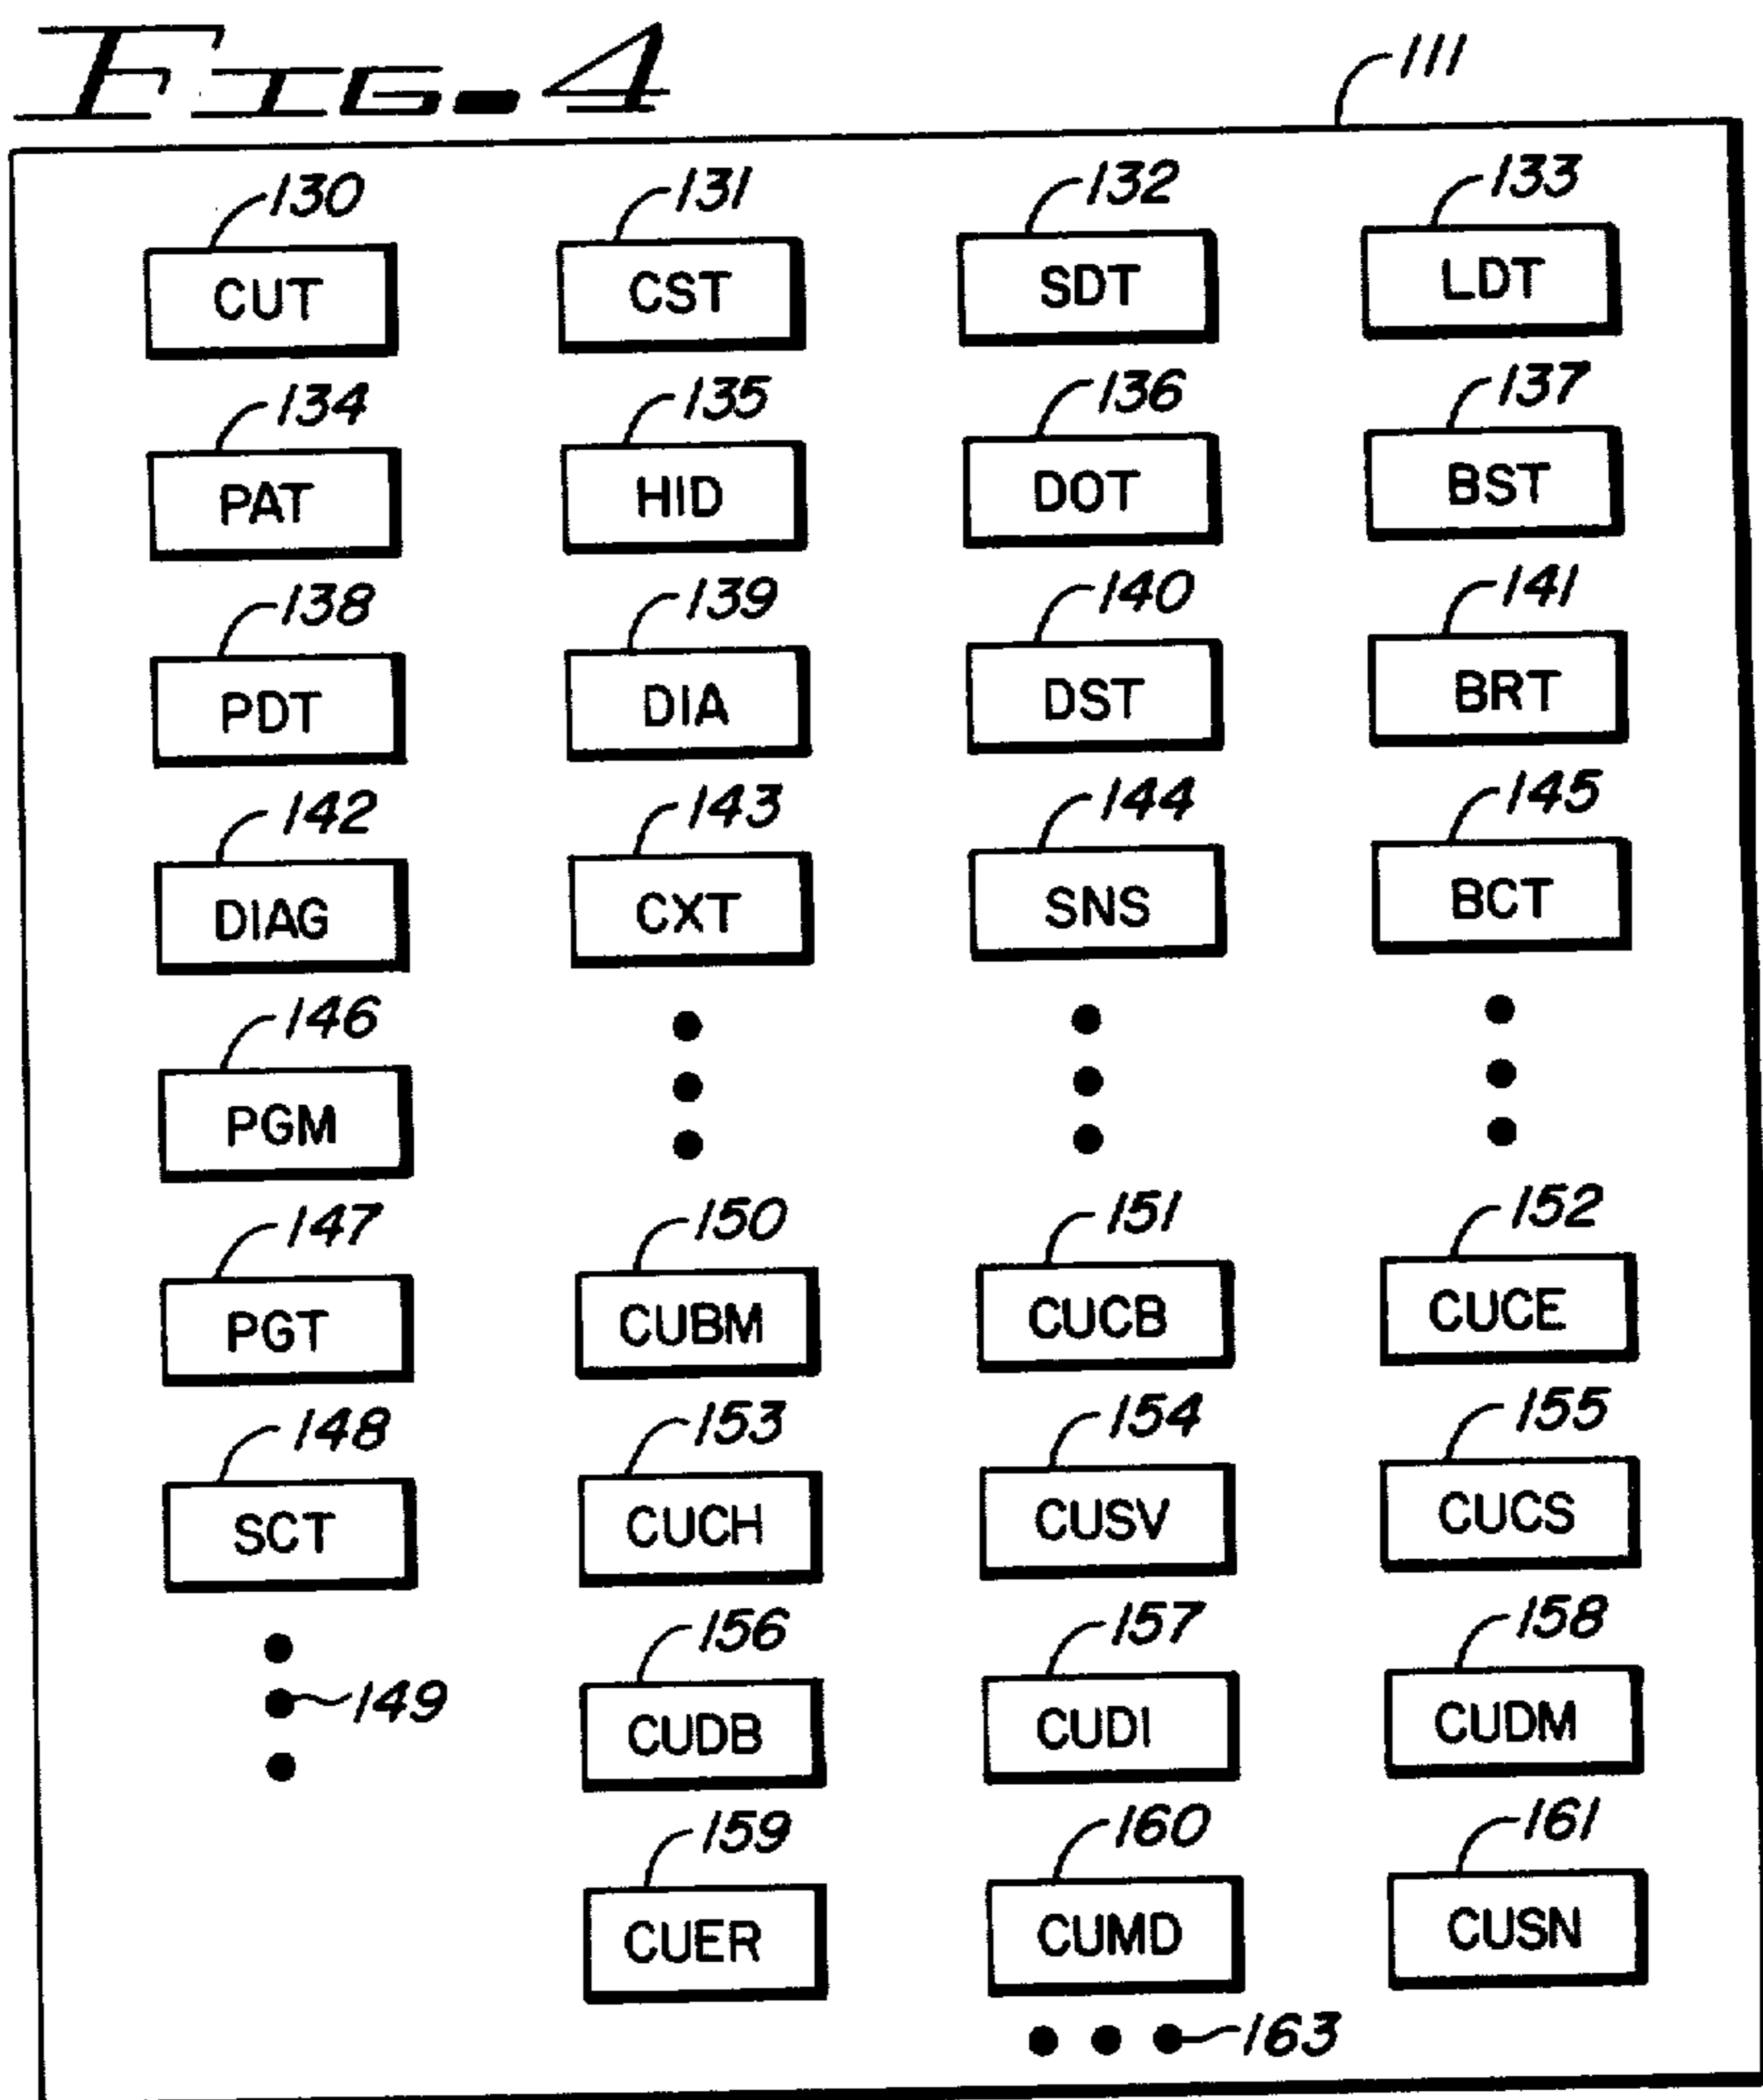 FIG. 4
111
130 131 132 133
CUT CST SDT LDT
134 135 136 137
PAT HID DOT BST
138 139 140 141
PDT DIA DST BRT
142 143 144 145
DIAG CXT SNS BCT
146
PGM
147 150 151 152
PGT CUBM CUCB CUCE
148 153 154 155
SCT CUCH CUSV CUCS
156 157 158
149 CUDB CUDI CUDM
159 160 161
CUER CUMD CUSN
163